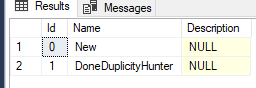 Results Messages
Id Name Description
1 0 New NULL
2 1 DoneDuplicityHunter NULL